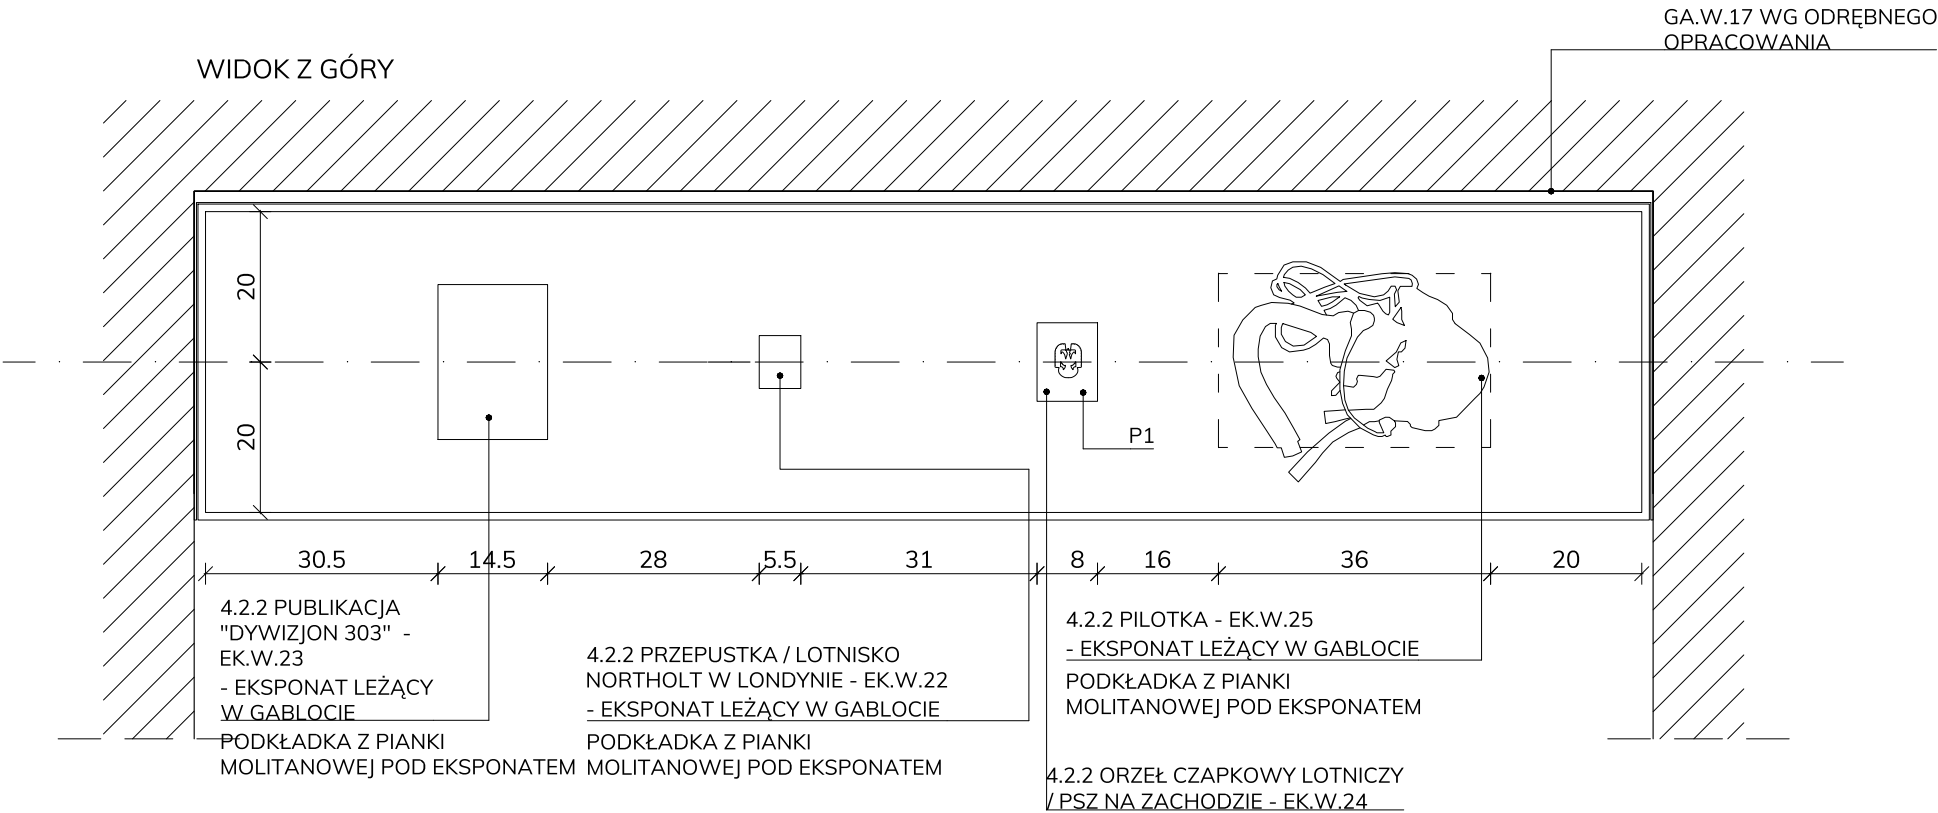 GA.W.17 WG ODRĘBNEGO
OPRACOWANIA
WIDOK Z GÓRY
20
20
P1
30.5
14.5
28
5.5
31
8
16
36
20
4.2.2 PUBLIKACJA
"DYWIZJON 303" -
EK.W.23
- EKSPONAT LEŻĄCY
W GABLOCIE
PODKŁADKA Z PIANKI
MOLITANOWEJ POD EKSPONATEM
4.2.2 PRZEPUSTKA / LOTNISKO
NORTHOLT W LONDYNIE - EK.W.22
- EKSPONAT LEŻĄCY W GABLOCIE
PODKŁADKA Z PIANKI
MOLITANOWEJ POD EKSPONATEM
4.2.2 PILOTKA - EK.W.25
- EKSPONAT LEŻĄCY W GABLOCIE
PODKŁADKA Z PIANKI
MOLITANOWEJ POD EKSPONATEM
4.2.2 ORZEŁ CZAPKOWY LOTNICZY
/ PSZ NA ZACHODZIE - EK.W.24